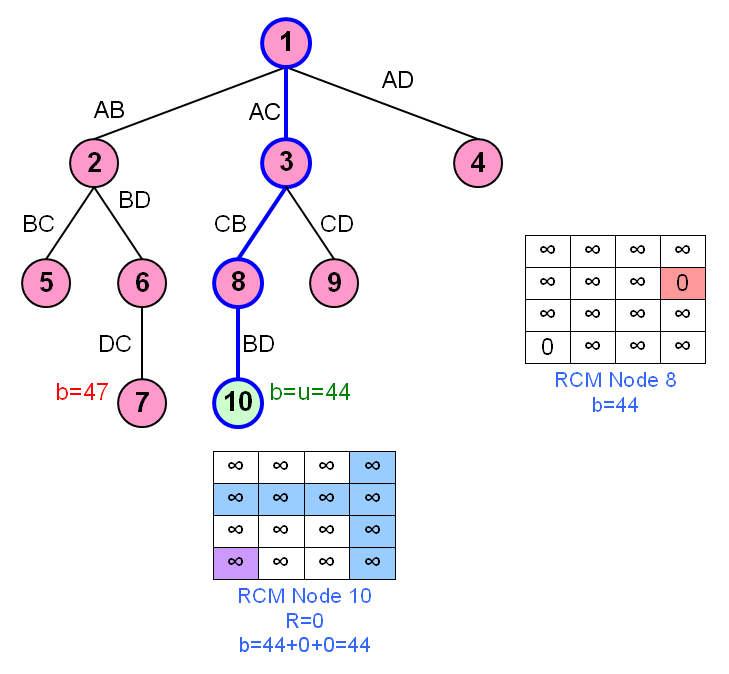 1
AB
AC
AD
2
3
4
BC
BD
CB
CD
5
6
8
9
DC
BD
b=47
7
10
b=u=44
∞ ∞ ∞ ∞
∞ ∞ ∞ 0
∞ ∞ ∞ ∞
0 ∞ ∞ ∞
RCM Node 8
b=44
∞ ∞ ∞ ∞
∞ ∞ ∞ ∞
∞ ∞ ∞ ∞
∞ ∞ ∞ ∞
RCM Node 10
R=0
b=44+0+0=44